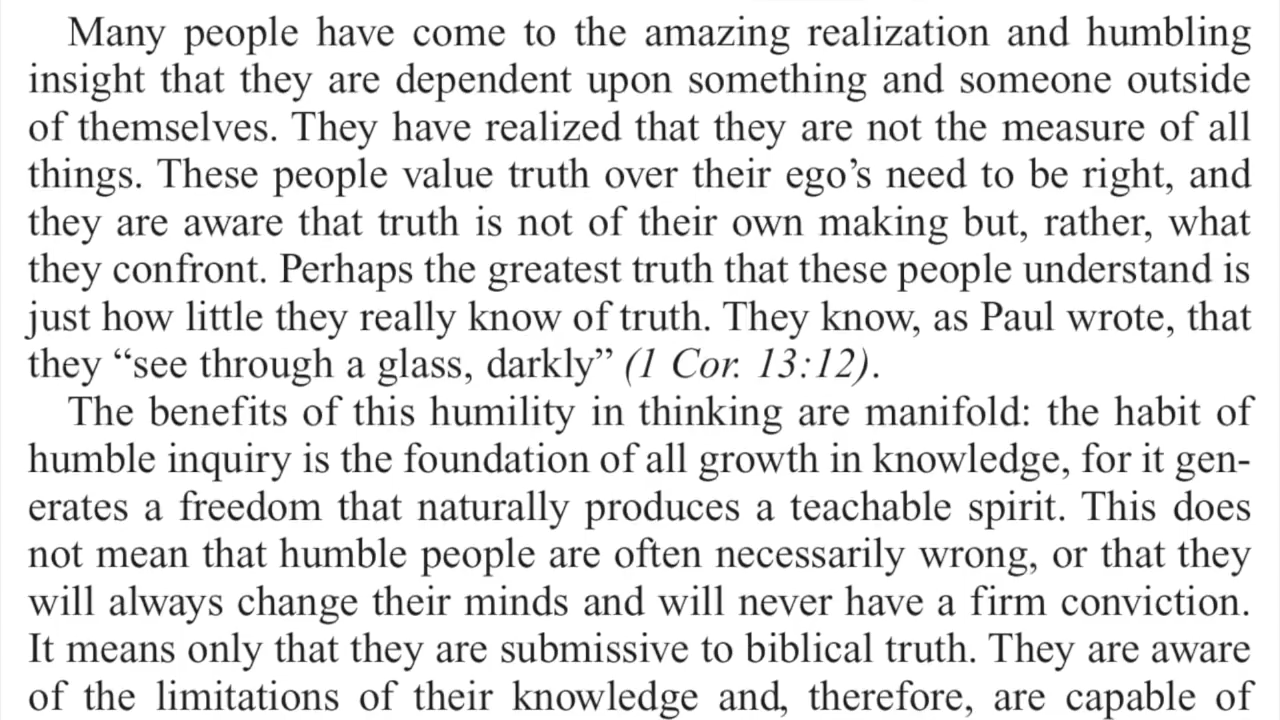 Many people have come to the amazing realization and humbling
insight that they are dependent upon something and someone outside
of themselves. They have realized that they are not the measure of all
things. These people value truth over their ego’s need to be right, and
they are aware that truth is not of their own making but, rather, what
they confront. Perhaps the greatest truth that these people understand is
just how little they really know of truth. They know, as Paul wrote, that
they “see through a glass, darkly” (1 Cor. 13:12).
The benefits of this humility in thinking are manifold: the habit of
humble inquiry is the foundation of all growth in knowledge, for it gen-
erates a freedom that naturally produces a teachable spirit. This does
not mean that humble people are often necessarily wrong, or that they
will always change their minds and will never have a firm conviction.
It means only that they are submissive to biblical truth. They are aware
of the limitations of their knowledge and, therefore, are capable of